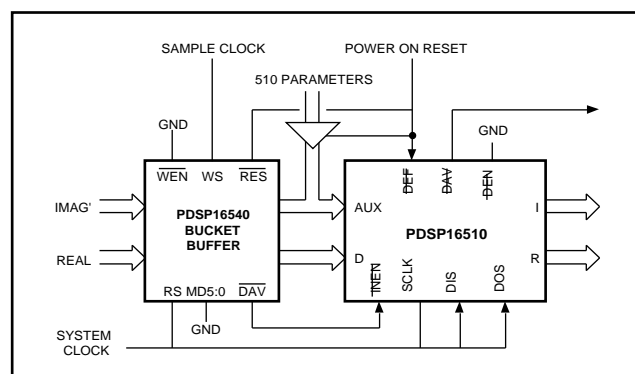 SAMPLE CLOCK
POWER ON RESET
510 PARAMETERS
GND
GND
WEN WS RES
DEF DAV DEN
IMAG'
PDSP16540
BUCKET
BUFFER
AUX
PDSP16510
I
REAL
D
R
RS MD5:0 DAV
INEN SCLK DIS DOS
GND
SYSTEM
CLOCK